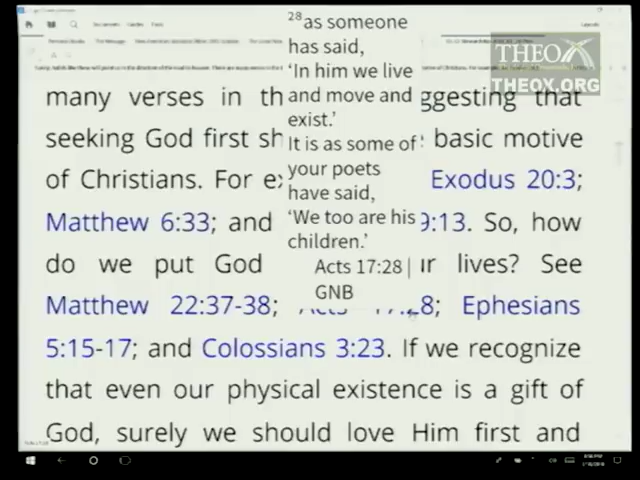 28 as someone
has said,
'In him we live
and move and
exist.'
It is as some of
your poets
have said,
'We too are his
children.'
Acts 17:28 |
GNB
THEOX
THEOX.ORG
many verses in th ggesting that
seeking God first sh basic motive
of Christians. For ex Exodus 20:3;
Matthew 6:33; and 9:13. So, how
do we put God ur lives? See
Matthew 22:37-38; Acts 17:28; Ephesians
5:15-17; and Colossians 3:23. If we recognize
that even our physical existence is a gift of
God, surely we should love Him first and